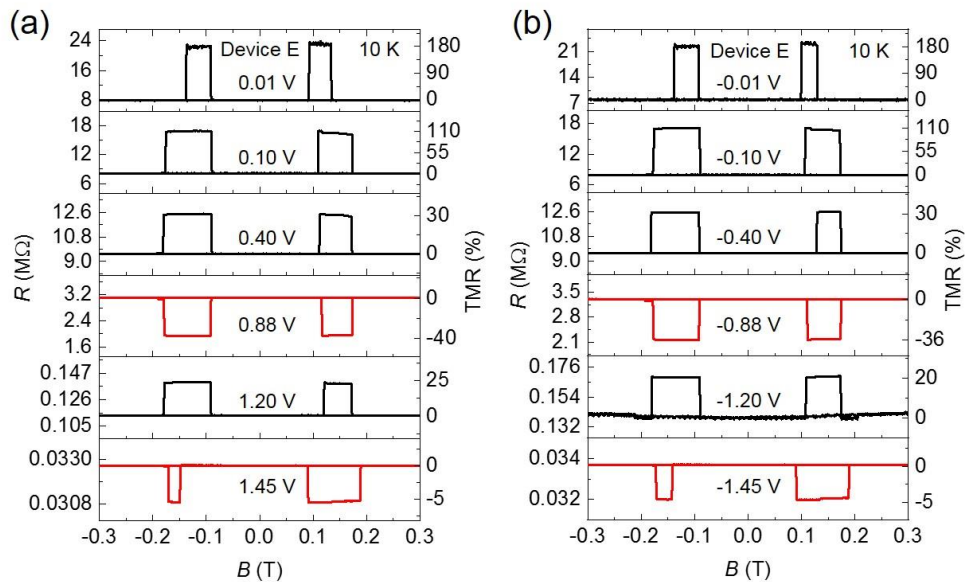 (a)
Device E 10 K
0.01 V
24
16
8
180
90
0
0.10 V
18
12
6
110
55
0
0.40 V
12.6
10.8
9.0
30
0
0.88 V
3.2
2.4
1.6
0
-40
1.20 V
0.147
0.126
0.105
25
0
1.45 V
0.0330
0.0308
0
-5
R (MΩ)
TMR (%)
-0.3 -0.2 -0.1 0.0 0.1 0.2 0.3
B (T)
(b)
Device E 10 K
-0.01 V
21
14
7
180
90
0
-0.10 V
18
12
6
110
55
0
-0.40 V
12.6
10.8
9.0
30
0
-0.88 V
3.5
2.8
2.1
0
-36
-1.20 V
0.176
0.154
0.132
20
0
-1.45 V
0.034
0.032
0
-5
R (MΩ)
TMR (%)
-0.3 -0.2 -0.1 0.0 0.1 0.2 0.3
B (T)